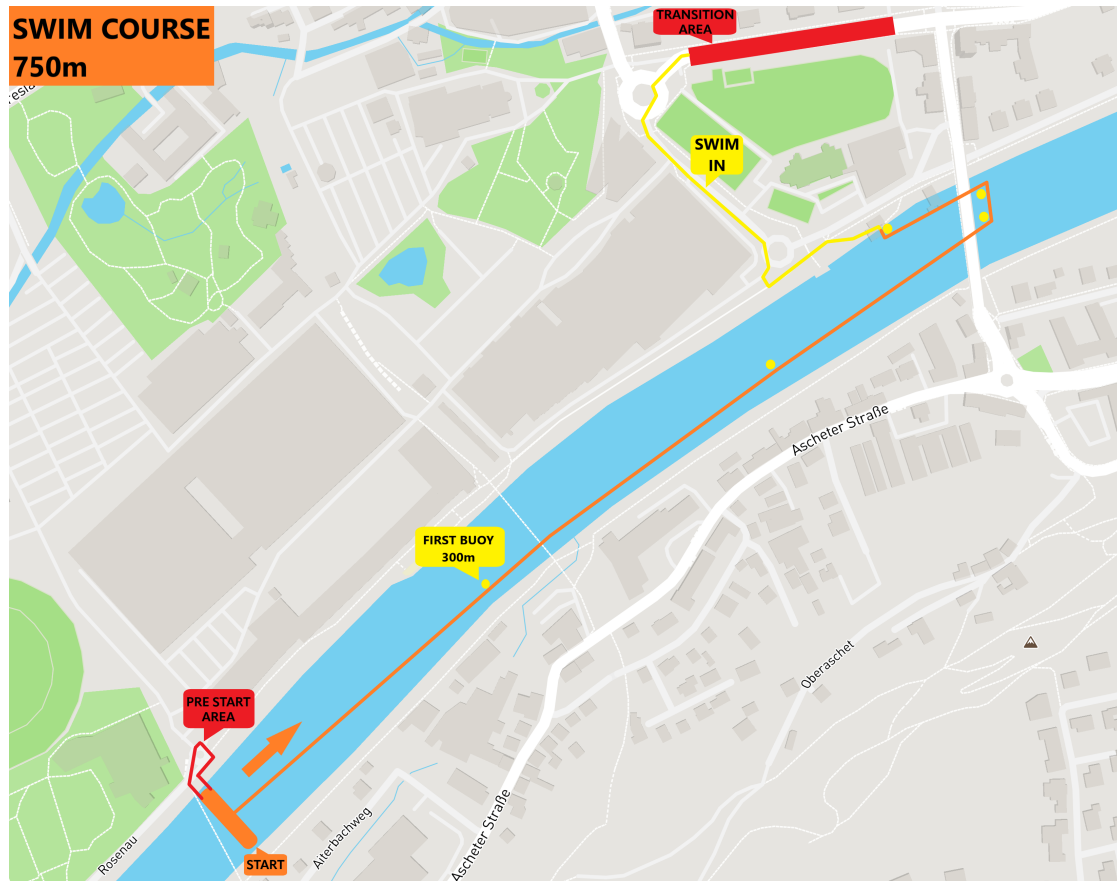 SWIM COURSE
750m
TRANSITION
AREA
SWIM
IN
Ascheter Straße
FIRST BUOY
300m
Oberaschet
PRE START
AREA
START
Rosenau
Aiterbachweg
Ascheter Straße